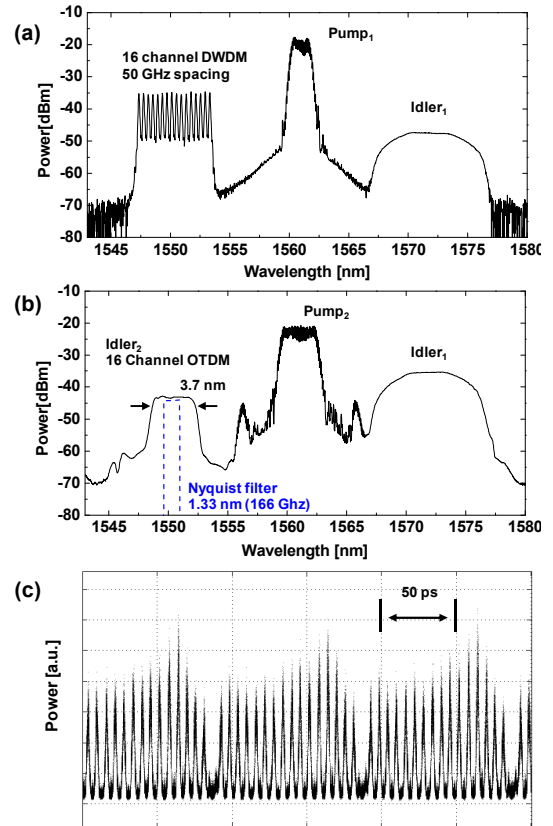 (a)
-10
-20
-30
-40
-50
-60
-70
-80
Power[dBm]
16 channel DWDM
50 GHz spacing
Pump1
Idler1
1545 1550 1555 1560 1565 1570 1575 1580
Wavelength [nm]
(b)
-10
-20
-30
-40
-50
-60
-70
-80
Power[dBm]
Pump2
Idler2
16 Channel OTDM
3.7 nm
Idler1
Nyquist filter
1.33 nm (166 Ghz)
1545 1550 1555 1560 1565 1570 1575 1580
Wavelength [nm]
(c)
50 ps
Power [a.u.]